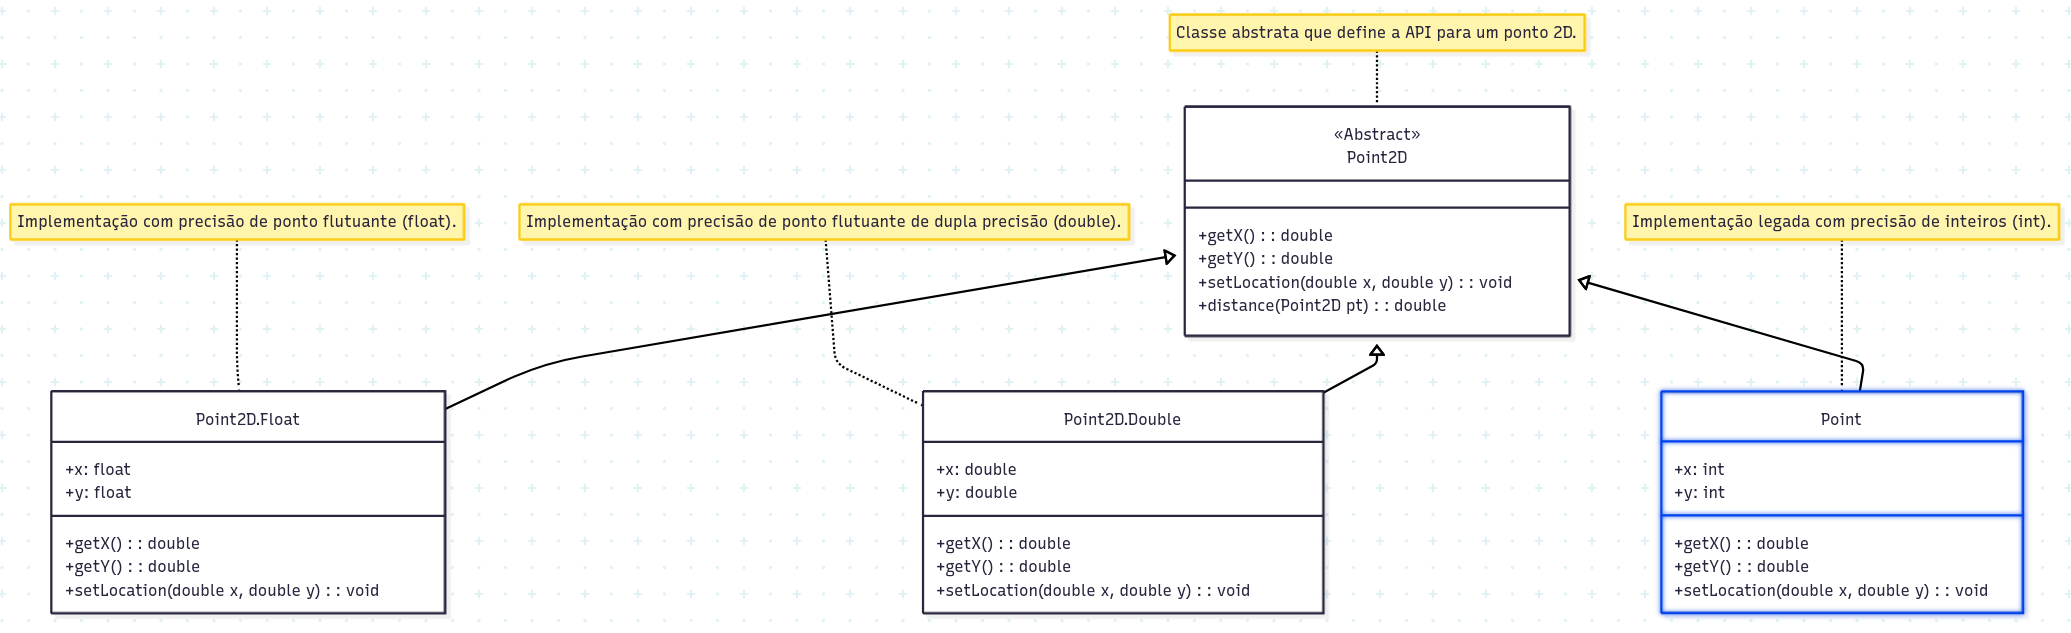 Classe abstrata que define a API para um ponto 2D.
«Abstract»
Point2D
+getX() : : double
+getY() : : double
+setLocation(double x, double y) : : void
+distance(Point2D pt) : : double
Implementação com precisão de ponto flutuante (float).
Implementação com precisão de ponto flutuante de dupla precisão (double).
Implementação legada com precisão de inteiros (int).
Point2D.Float
+x: float
+y: float
+getX() : : double
+getY() : : double
+setLocation(double x, double y) : : void
Point2D.Double
+x: double
+y: double
+getX() : : double
+getY() : : double
+setLocation(double x, double y) : : void
Point
+x: int
+y: int
+getX() : : double
+getY() : : double
+setLocation(double x, double y) : : void